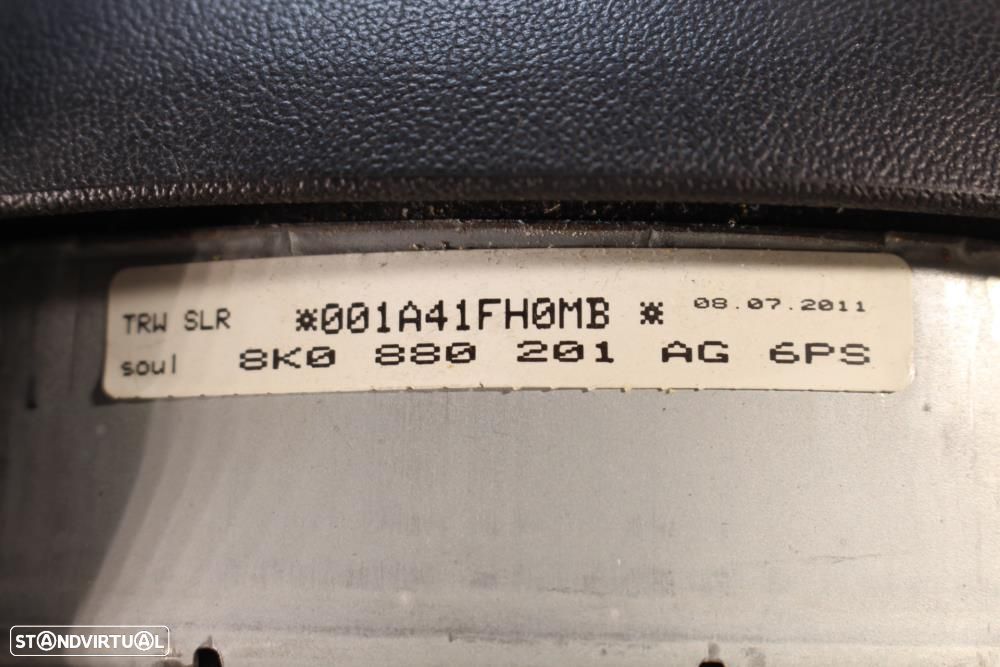 TRW SLR *001A41FH0MB * 08.07.2011
soul 8K0 880 201 AG 6PS
STANDVIRTUAL